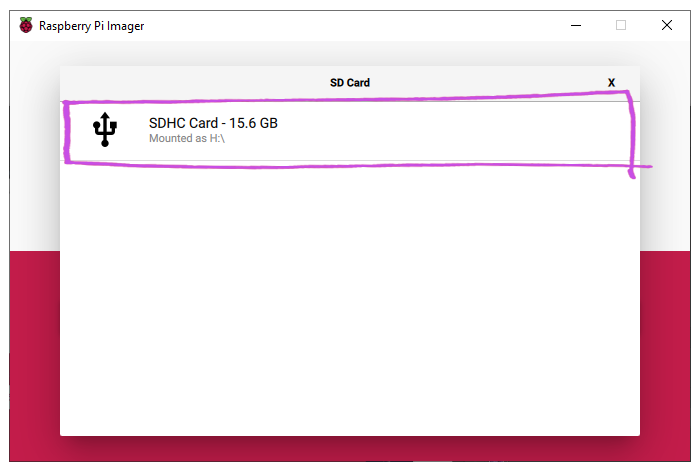 Raspberry Pi Imager
SD Card X
SDHC Card - 15.6 GB
Mounted as H:\